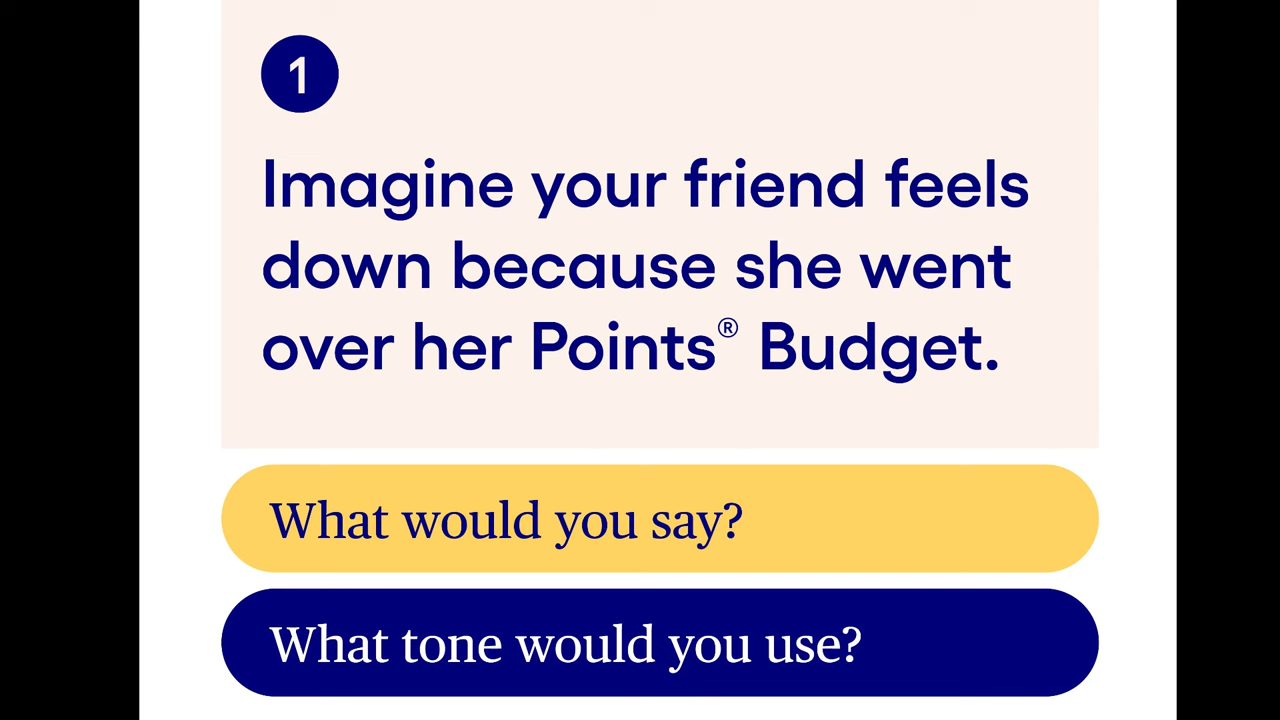 1
Imagine your friend feels
down because she went
over her Points® Budget.
What would you say?
What tone would you use?